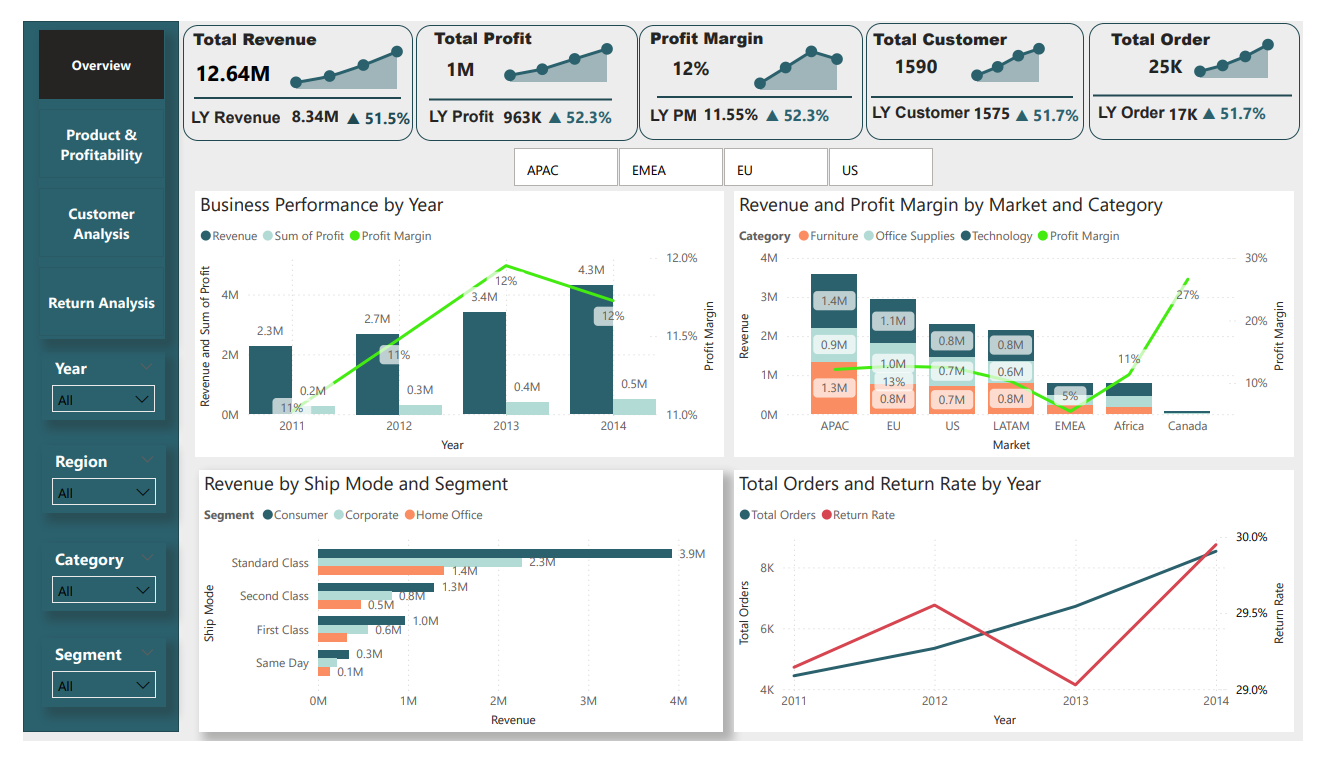 Overview
Product &
Profitability
Customer
Analysis
Return Analysis
Year
All
Region
All
Category
All
Segment
All
Total Revenue
12.64M
LY Revenue 8.34M ▲ 51.5%
Total Profit
1M
LY Profit 963K ▲ 52.3%
Profit Margin
12%
LY PM 11.55% ▲ 52.3%
Total Customer
1590
LY Customer 1575 ▲ 51.7%
Total Order
25K
LY Order 17K ▲ 51.7%
APAC EMEA EU US
Business Performance by Year
Revenue Sum of Profit Profit Margin
Revenue and Sum of Profit
4M
2M
0M
2.3M
2.7M
3.4M
4.3M
0.2M
0.3M
0.4M
0.5M
11%
11%
12%
12%
12.0%
11.5%
11.0%
Profit Margin
2011 2012 2013 2014
Year
Revenue and Profit Margin by Market and Category
Category Furniture Office Supplies Technology Profit Margin
Revenue
4M
3M
2M
1M
0M
1.4M
0.9M
1.3M
1.1M
1.0M
13%
0.8M
0.8M
0.7M
0.7M
0.8M
0.6M
0.8M
5%
11%
27%
30%
20%
10%
Profit Margin
APAC EU US LATAM EMEA Africa Canada
Market
Revenue by Ship Mode and Segment
Segment Consumer Corporate Home Office
Ship Mode
Standard Class
3.9M
2.3M
1.4M
Second Class
1.3M
0.8M
0.5M
First Class
1.0M
0.6M
Same Day
0.3M
0.1M
0M 1M 2M 3M 4M
Revenue
Total Orders and Return Rate by Year
Total Orders Return Rate
Total Orders
8K
6K
4K
30.0%
29.5%
29.0%
Return Rate
2011 2012 2013 2014
Year